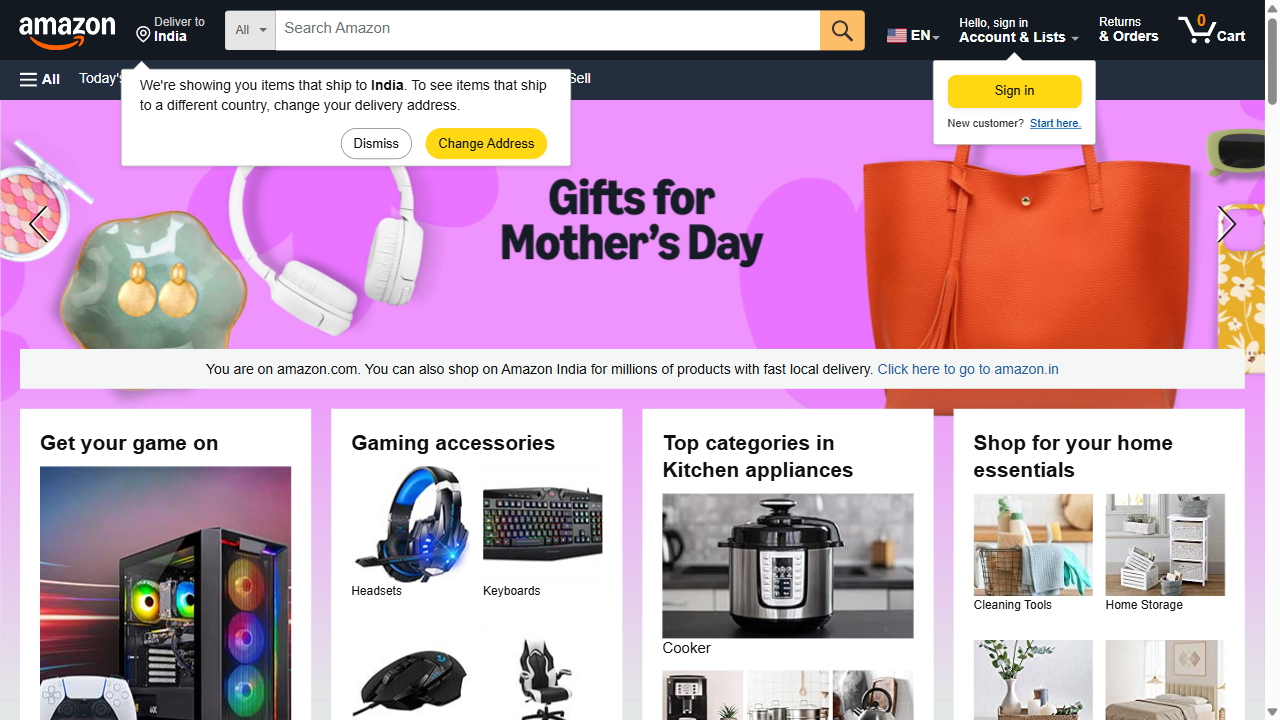 amazon
Deliver to
India
All
Search Amazon
EN
Hello, sign in
Account & Lists
Returns
& Orders
0
Cart
All
Today's
Sell
We're showing you items that ship to India. To see items that ship
to a different country, change your delivery address.
Dismiss
Change Address
Sign in
New customer? Start here.
Gifts for
Mother's Day
You are on amazon.com. You can also shop on Amazon India for millions of products with fast local delivery. Click here to go to amazon.in
Get your game on
Gaming accessories
Headsets
Keyboards
Top categories in
Kitchen appliances
Cooker
Shop for your home
essentials
Cleaning Tools
Home Storage